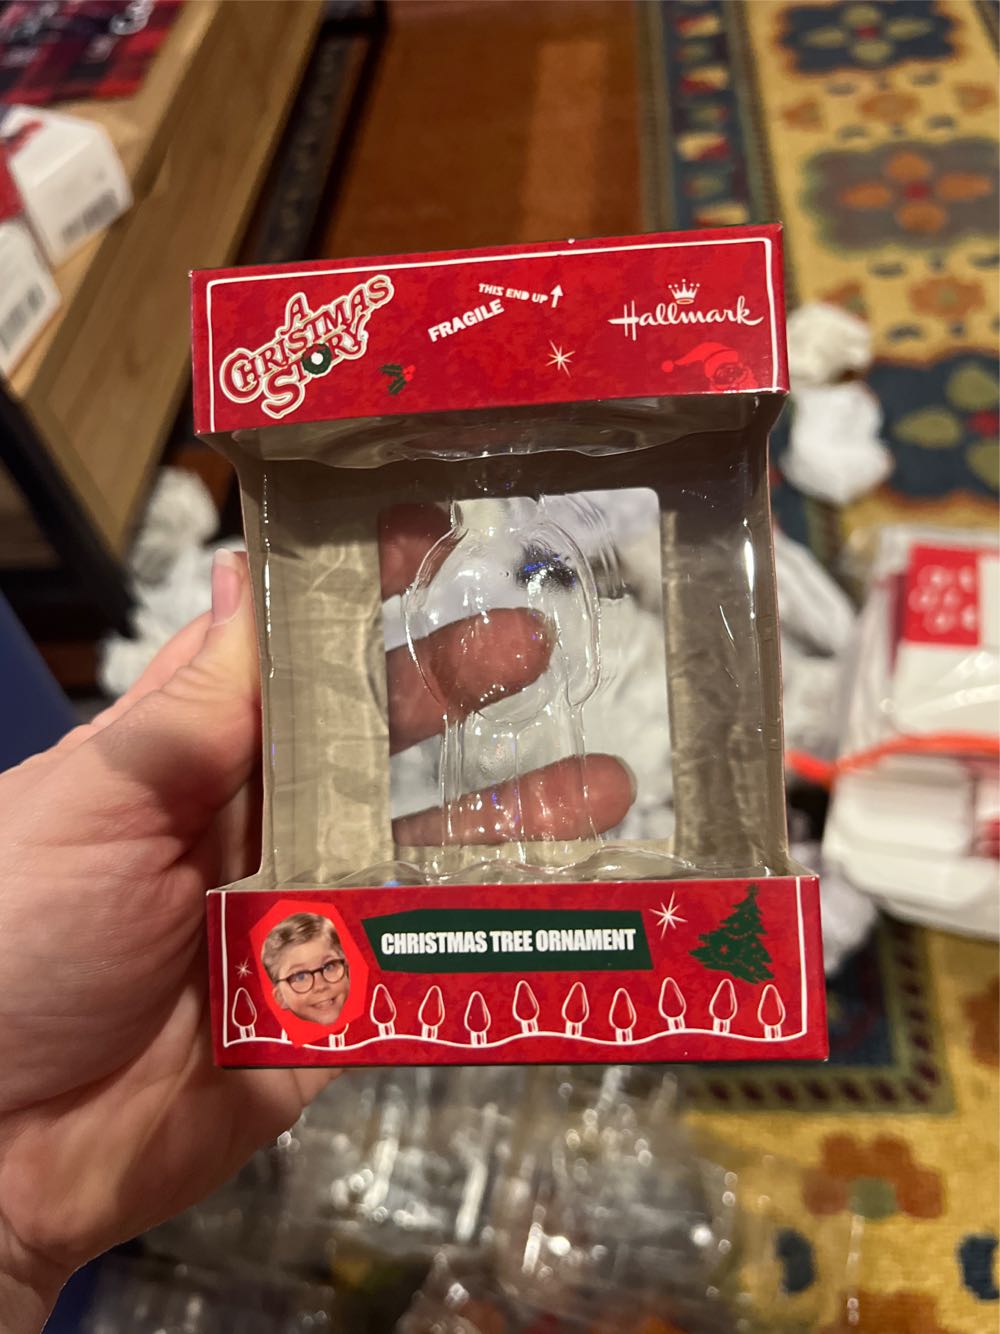 A
CHRISTMAS
STORY
THIS END UP
FRAGILE
Hallmark
CHRISTMAS TREE ORNAMENT